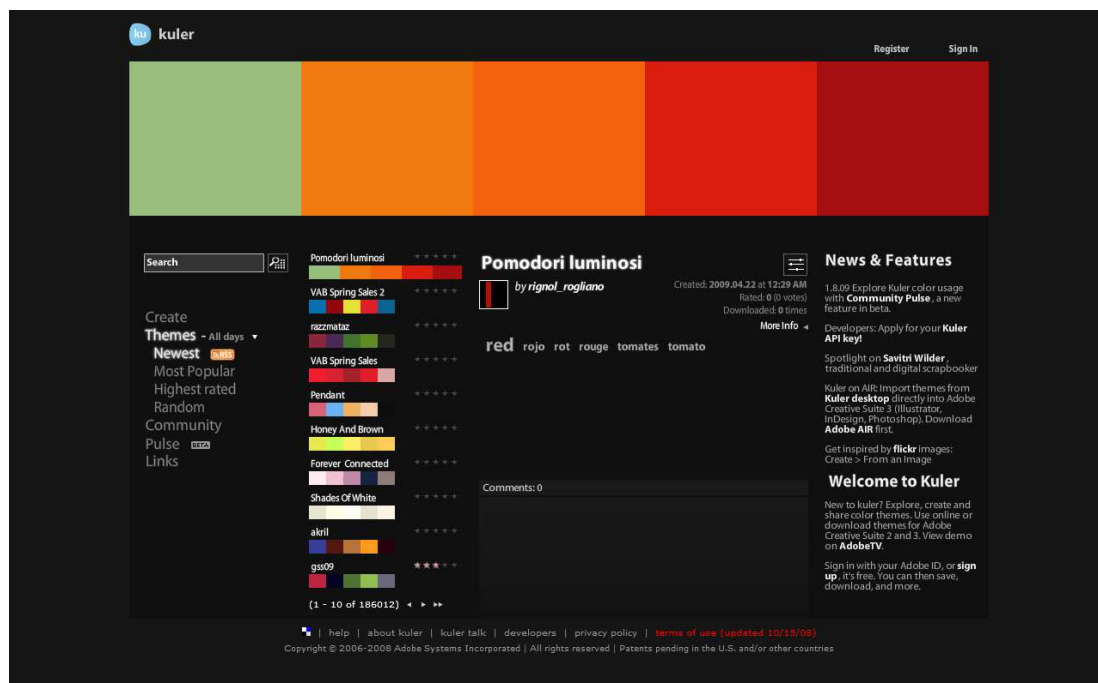 ku kuler
Register Sign In
Search
Create
Themes - All days
Newest RSS
Most Popular
Highest rated
Random
Community
Pulse BETA
Links
Pomodori luminosi
VAB Spring Sales 2
razzmataz
VAB Spring Sales
Pendant
Honey And Brown
Forever Connected
Shades Of White
akril
gss09
(1 - 10 of 186012)
Pomodori luminosi
by rignol_rogliano
Created: 2009.04.22 at 12:29 AM
Rated: 0 (0 votes)
Downloaded: 0 times
More Info
red rojo rot rouge tomates tomato
Comments: 0
News & Features
1.8.09 Explore Kuler color usage
with Community Pulse , a new
feature in beta.
Developers: Apply for your Kuler
API key!
Spotlight on Savitri Wilder ,
traditional and digital scrapbooker
Kuler on AIR: Import themes from
Kuler desktop directly into Adobe
Creative Suite 3 (Illustrator,
InDesign, Photoshop). Download
Adobe AIR first.
Get inspired by flickr images:
Create > From an Image
Welcome to Kuler
New to kuler? Explore, create and
share color themes. Use online or
download themes for Adobe
Creative Suite 2 and 3. View demo
on AdobeTV.
Sign in with your Adobe ID, or sign
up , it's free. You can then save,
download, and more.
| help | about kuler | kuler talk | developers | privacy policy | terms of use (updated 10/15/08)
Copyright © 2006-2008 Adobe Systems Incorporated | All rights reserved | Patents pending in the U.S. and/or other countries